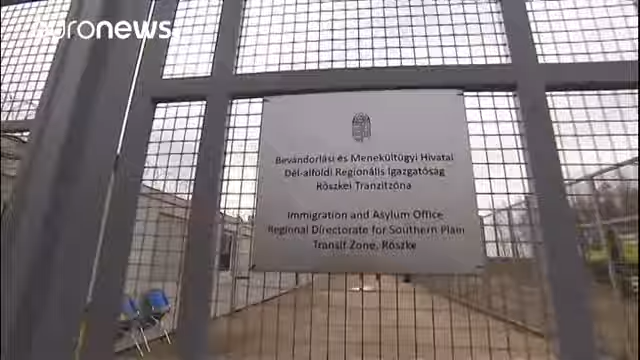 euronews.
Bevándorlási és Menekültügyi Hivatal
Dél-alföldi Regionális Igazgatóság
Röszkei Tranzitzóna
Immigration and Asylum Office
Regional Directorate for Southern Plain
Transit Zone, Röszke